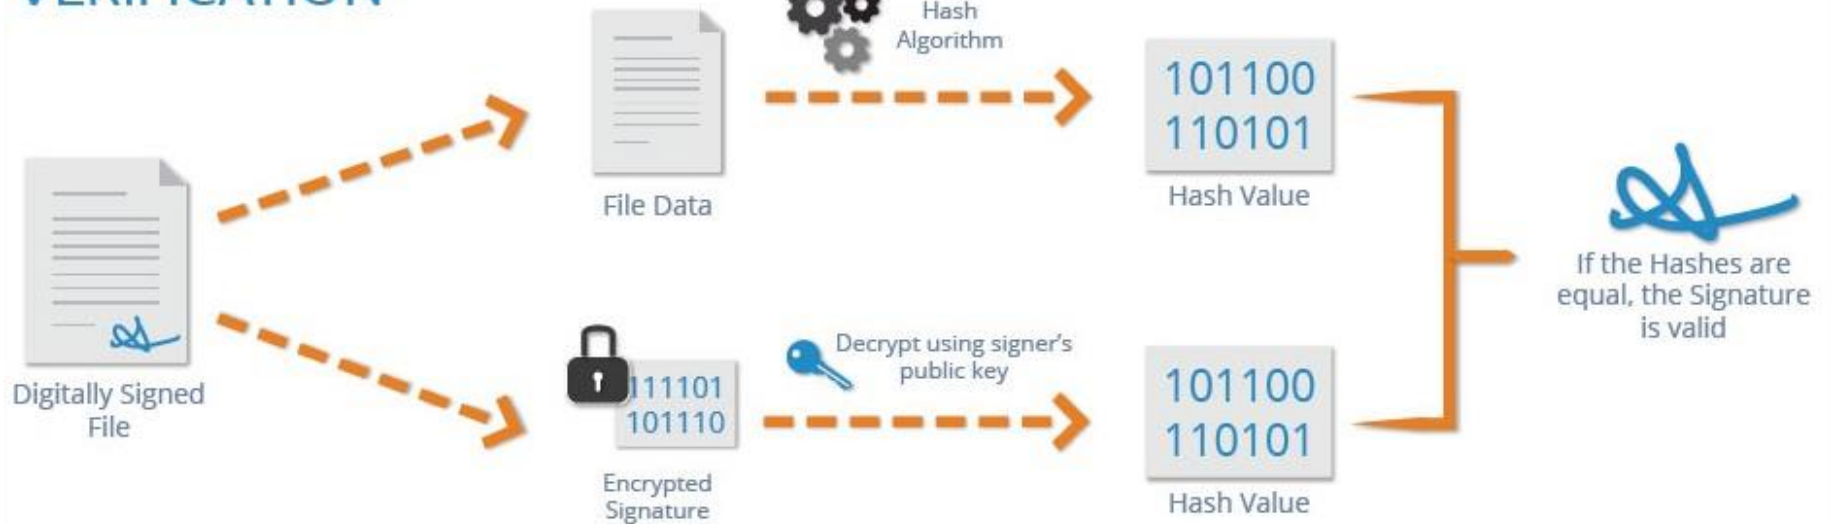 VERIFICATION
Hash
Algorithm
101100
110101
Hash Value
File Data
Digitally Signed
File
111101
101110
Encrypted
Signature
Decrypt using signer's
public key
101100
110101
Hash Value
If the Hashes are
equal, the Signature
is valid